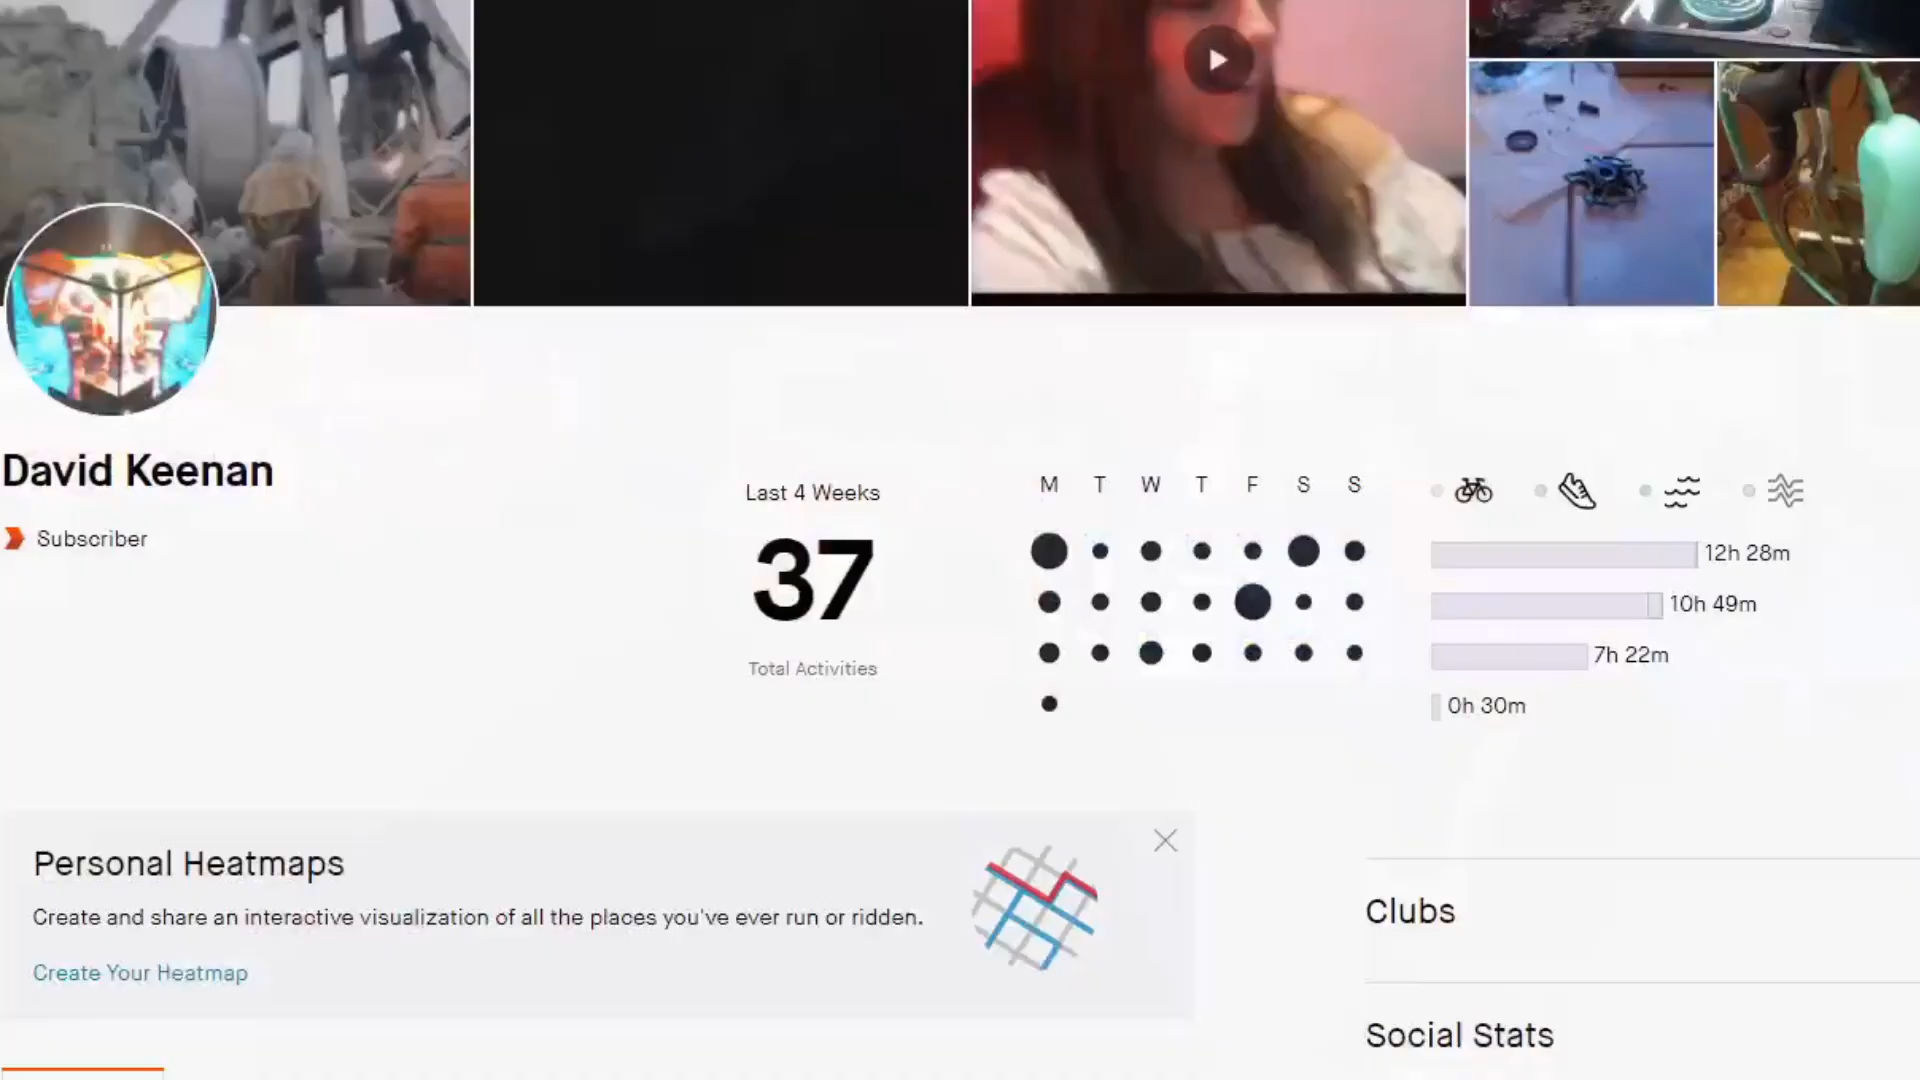 David Keenan
Subscriber
Last 4 Weeks
37
Total Activities
M T W T F S S
12h 28m
10h 49m
7h 22m
0h 30m
Personal Heatmaps
Create and share an interactive visualization of all the places you've ever run or ridden.
Create Your Heatmap
Clubs
Social Stats